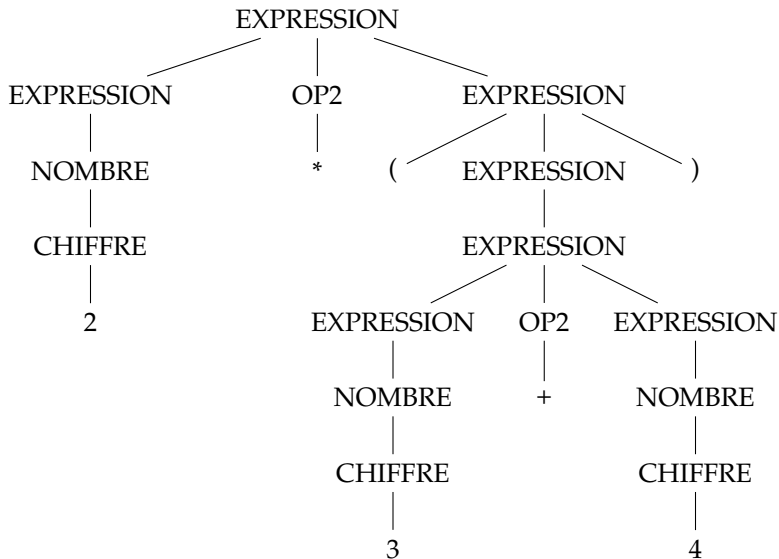 EXPRESSION
EXPRESSION OP2 EXPRESSION
NOMBRE * ( EXPRESSION )
CHIFFRE EXPRESSION
2 EXPRESSION OP2 EXPRESSION
NOMBRE + NOMBRE
CHIFFRE CHIFFRE
3 4